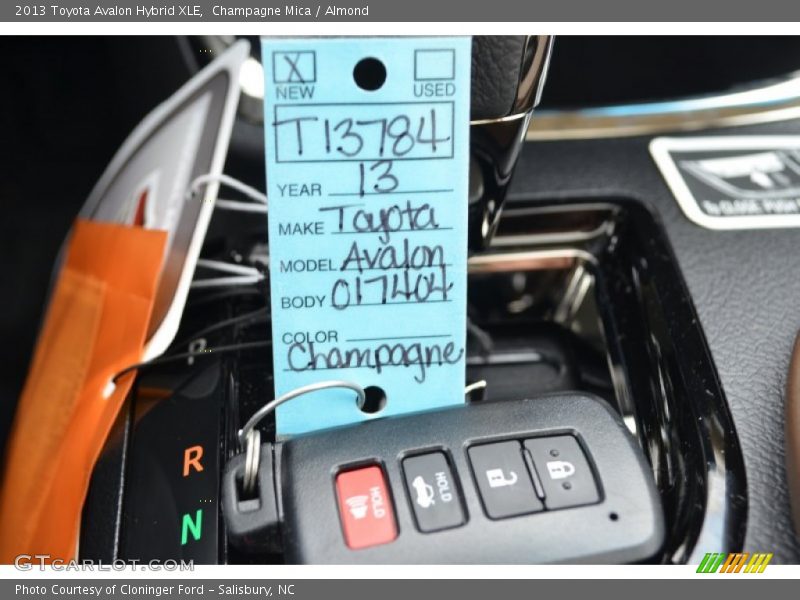 2013 Toyota Avalon Hybrid XLE, Champagne Mica / Almond
X
NEW USED
T13784
YEAR 13
MAKE Toyota
MODEL Avalon
BODY 017404
COLOR
Champagne
P
R
N
HOLD HOLD
GTCARLOT.COM
Photo Courtesy of Cloninger Ford - Salisbury, NC